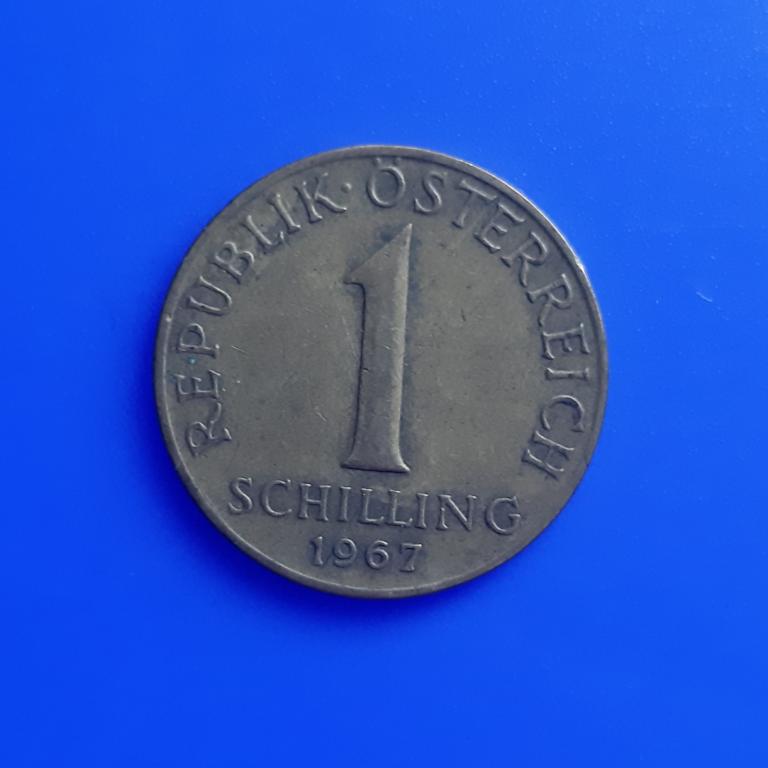 REPUBLIK·ÖSTERREICH
1
SCHILLING
1967